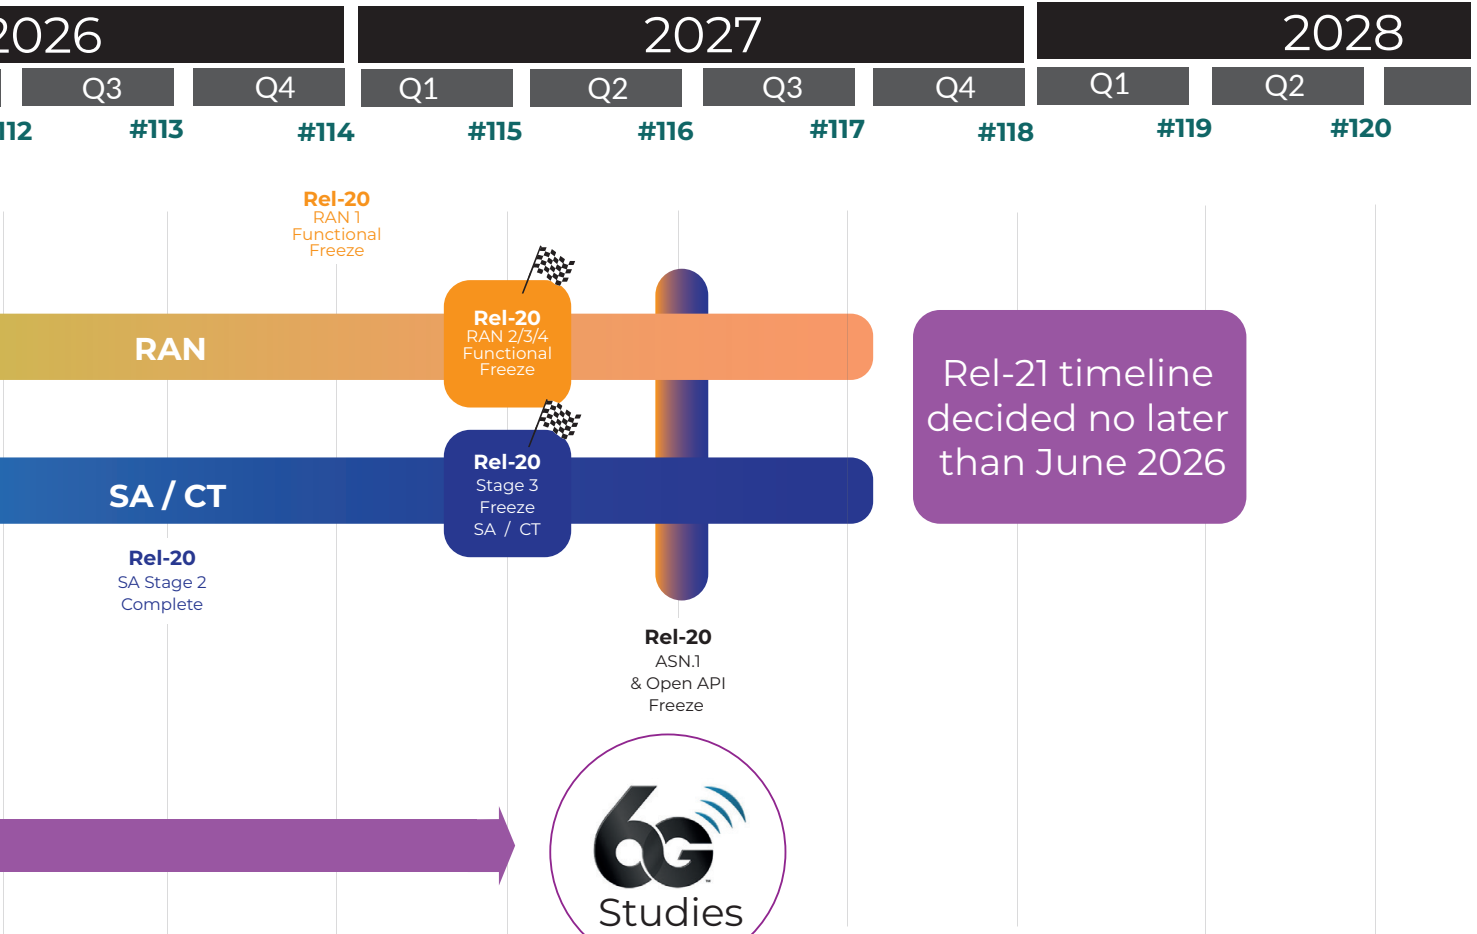 2026 2027 2028
Q3 Q4 Q1 Q2 Q3 Q4 Q1 Q2
#113 #114 #115 #116 #117 #118 #119 #120
Rel-20
RAN 1
Functional
Freeze
RAN
Rel-20
RAN 2/3/4
Functional
Freeze
Rel-21 timeline
decided no later
than June 2026
SA / CT
Rel-20
Stage 3
Freeze
SA / CT
Rel-20
SA Stage 2
Complete
Rel-20
ASN.1
& Open API
Freeze
6G
Studies